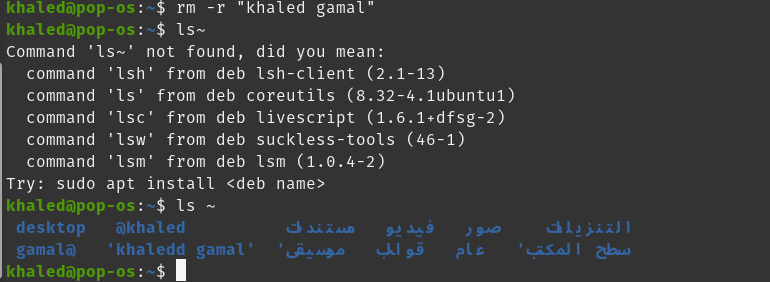 khaled@pop-os:~$ rm -r "khaled gamal"
khaled@pop-os:~$ ls~
Command 'ls~' not found, did you mean:
command 'lsh' from deb lsh-client (2.1-13)
command 'ls' from deb coreutils (8.32-4.1ubuntu1)
command 'lsc' from deb livescript (1.6.1+dfsg-2)
command 'lsw' from deb suckless-tools (46-1)
command 'lsm' from deb lsm (1.0.4-2)
Try: sudo apt install <deb name>
khaled@pop-os:~$ ls ~
desktop @khaled التنزيلات صور فيديو مستندات
gamal@ 'khaledd gamal' 'سطح المكتب' عام قوالب موسيقى
khaled@pop-os:~$